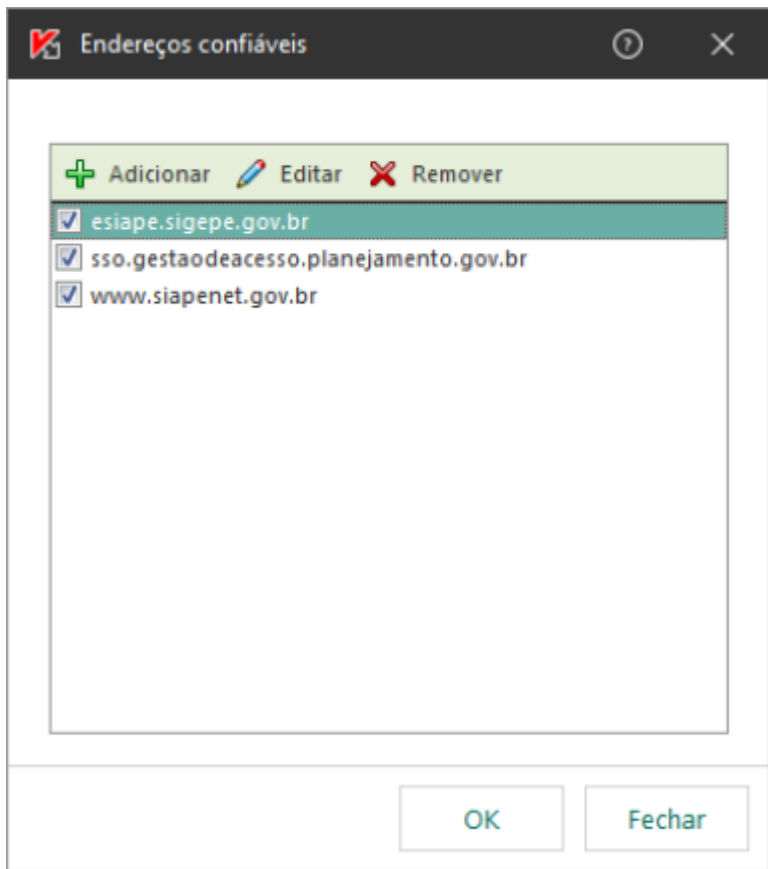 Endereços confiáveis
Adicionar Editar Remover
esiape.sigepe.gov.br
sso.gestaodeacesso.planejamento.gov.br
www.siapenet.gov.br
OK Fechar